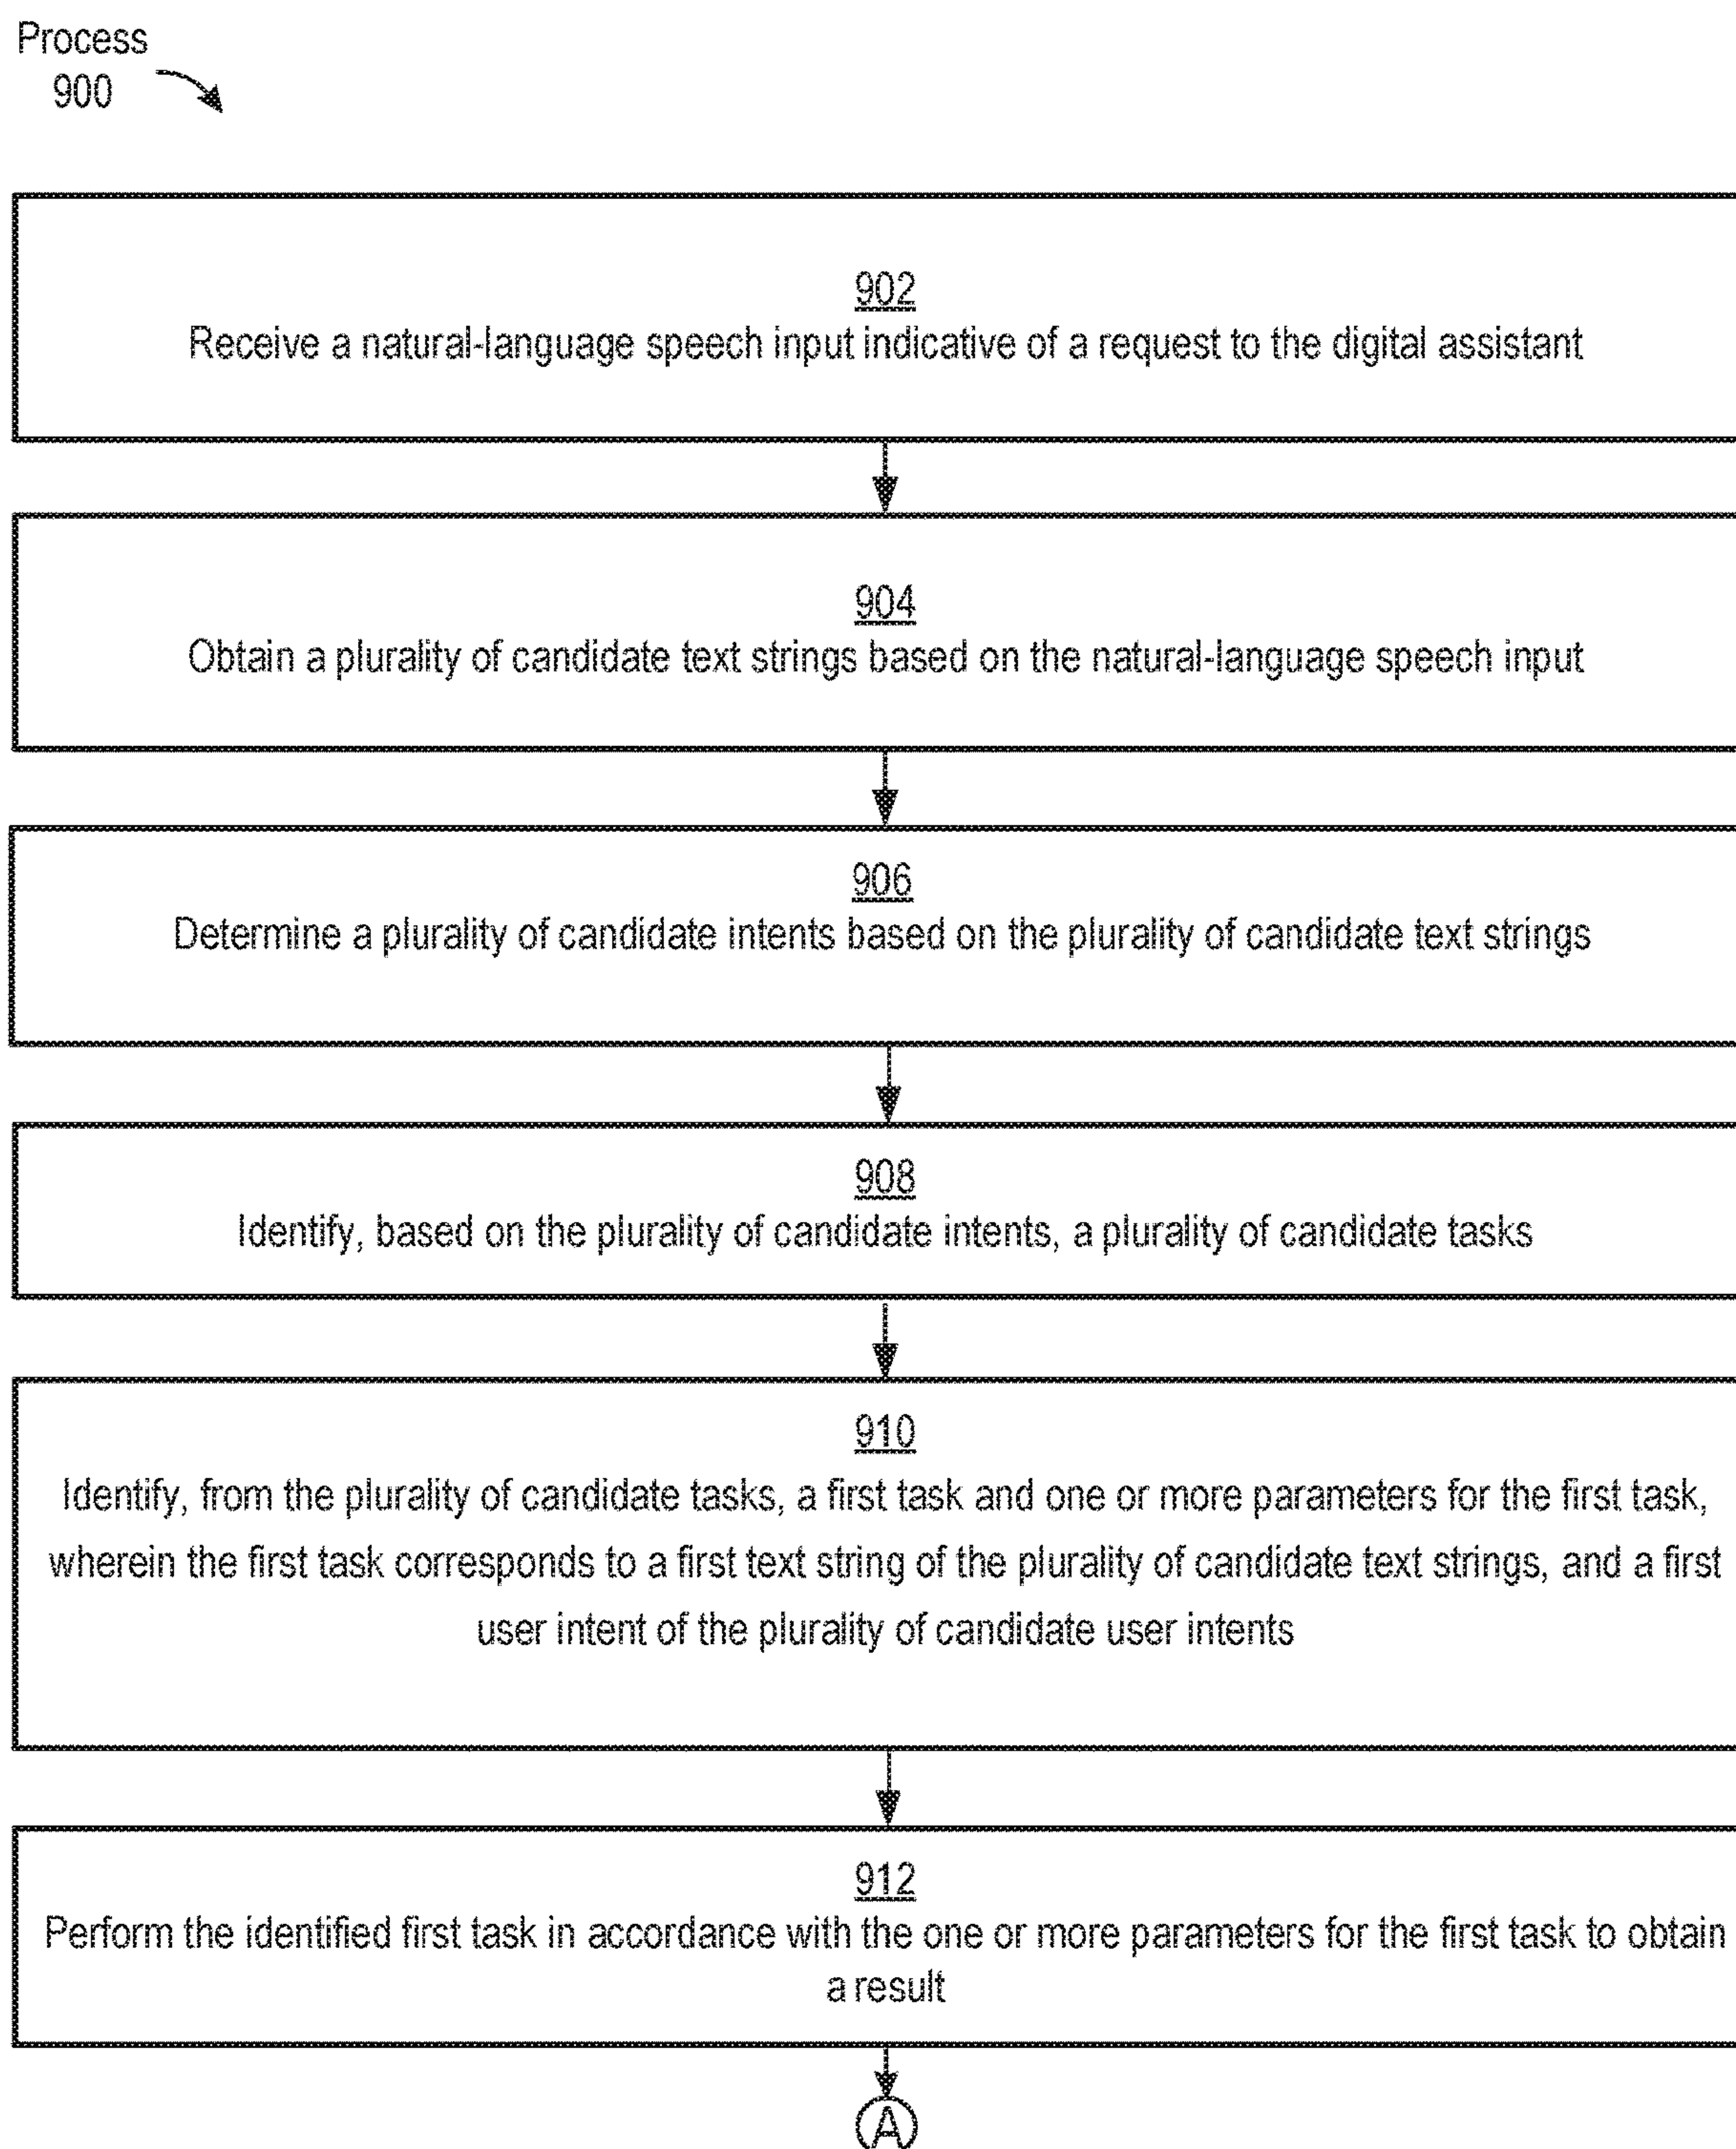 Process
900
902
Receive a natural-language speech input indicative of a request to the digital assistant
904
Obtain a plurality of candidate text strings based on the natural-language speech input
906
Determine a plurality of candidate intents based on the plurality of candidate text strings
908
Identify, based on the plurality of candidate intents, a plurality of candidate tasks
910
Identify, from the plurality of candidate tasks, a first task and one or more parameters for the first task,
wherein the first task corresponds to a first text string of the plurality of candidate text strings, and a first
user intent of the plurality of candidate user intents
912
Perform the identified first task in accordance with the one or more parameters for the first task to obtain
a result
A